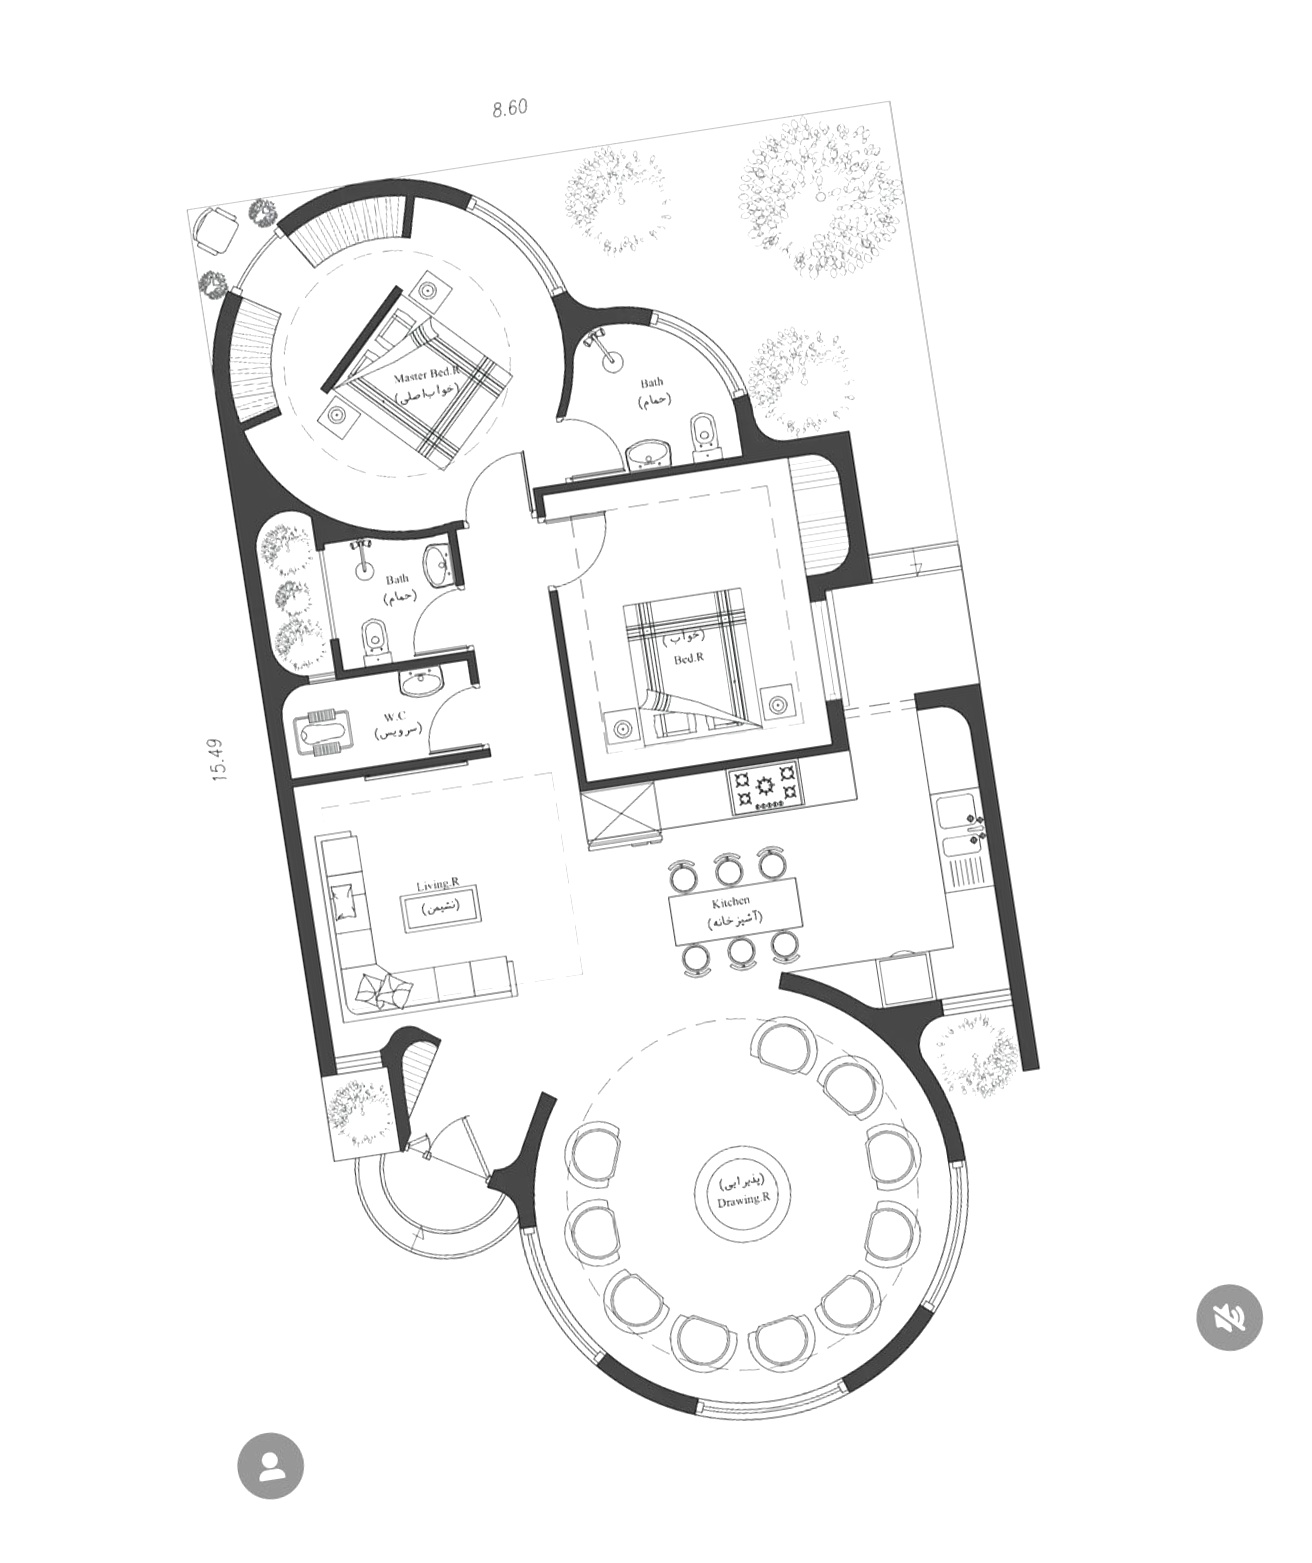 8.60
Master Bed.R
(خواب اصلی)
Bath
(حمام)
Bath
(حمام)
(خواب)
Bed.R
W.C
(سرویس)
15.49
Living.R
(نشیمن)
Kitchen
(آشپزخانه)
(پذیرایی)
Drawing.R